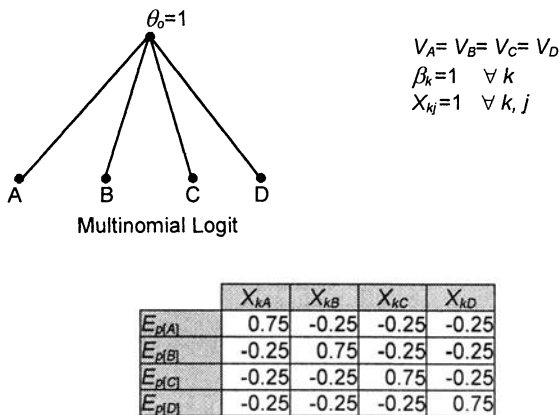 θo=1
VA= VB= VC= VD
βk=1 ∀ k
Xkj=1 ∀ k, j
A B C D
Multinomial Logit
XkA XkB XkC XkD
Ep[A] 0.75 -0.25 -0.25 -0.25
Ep[B] -0.25 0.75 -0.25 -0.25
Ep[C] -0.25 -0.25 0.75 -0.25
Ep[D] -0.25 -0.25 -0.25 0.75